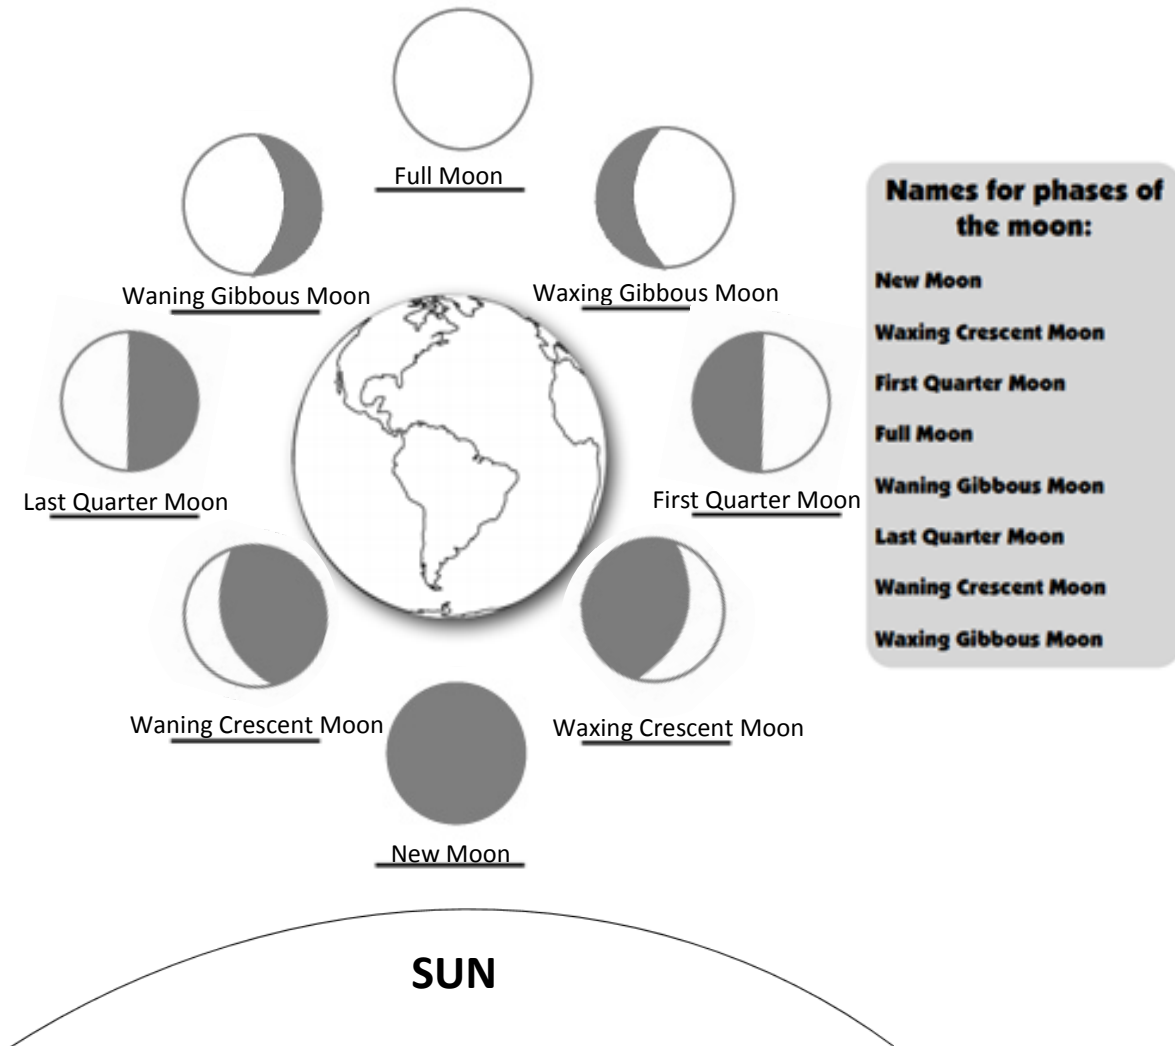 Full Moon
Waning Gibbous Moon
Waxing Gibbous Moon
Last Quarter Moon
First Quarter Moon
Waning Crescent Moon
Waxing Crescent Moon
New Moon
SUN
Names for phases of
the moon:
New Moon
Waxing Crescent Moon
First Quarter Moon
Full Moon
Waning Gibbous Moon
Last Quarter Moon
Waning Crescent Moon
Waxing Gibbous Moon